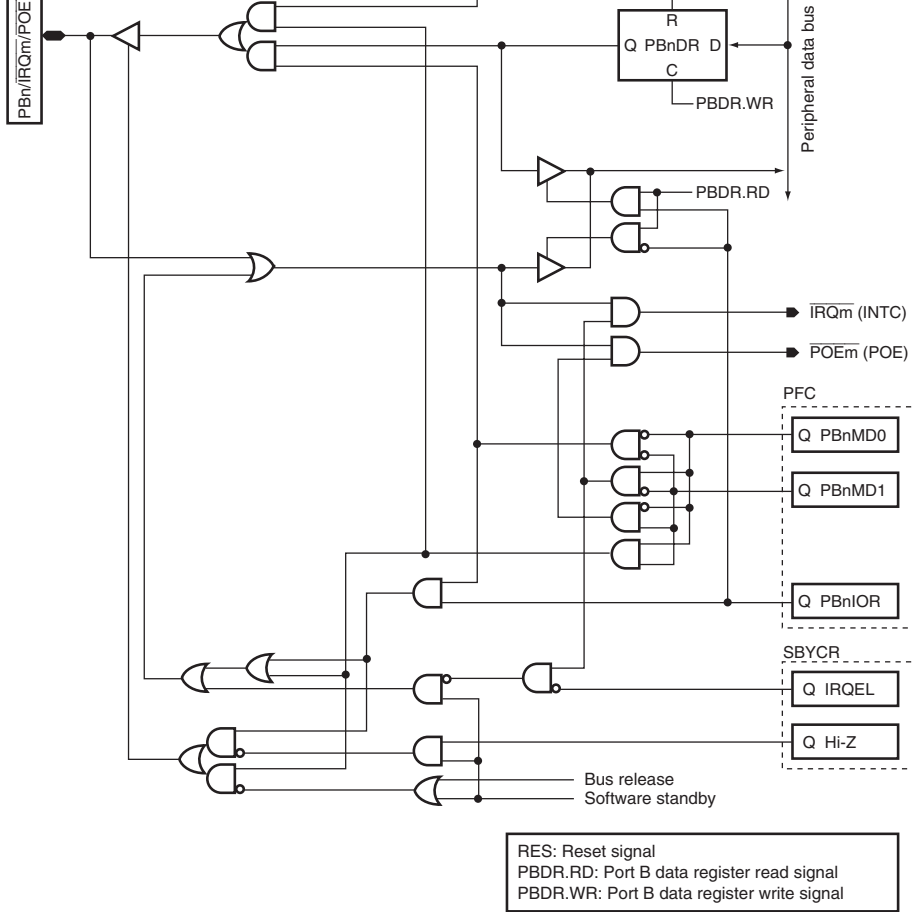 PBn/IRQm/POE
R
Q PBnDR D
C
Peripheral data bus
PBDR.WR
PBDR.RD
IRQm (INTC)
POEm (POE)
PFC
Q PBnMD0
Q PBnMD1
Q PBnIOR
SBYCR
Q IRQEL
Q Hi-Z
Bus release
Software standby
RES: Reset signal
PBDR.RD: Port B data register read signal
PBDR.WR: Port B data register write signal